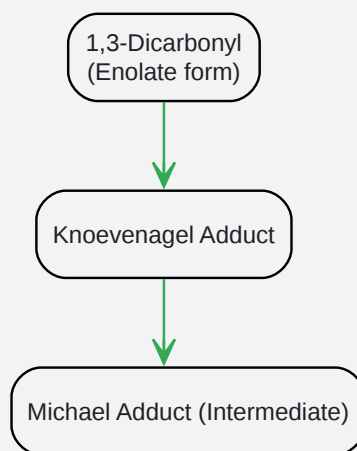 1,3-Dicarbonyl
(Enolate form)
Knoevenagel Adduct
Michael Adduct (Intermediate)